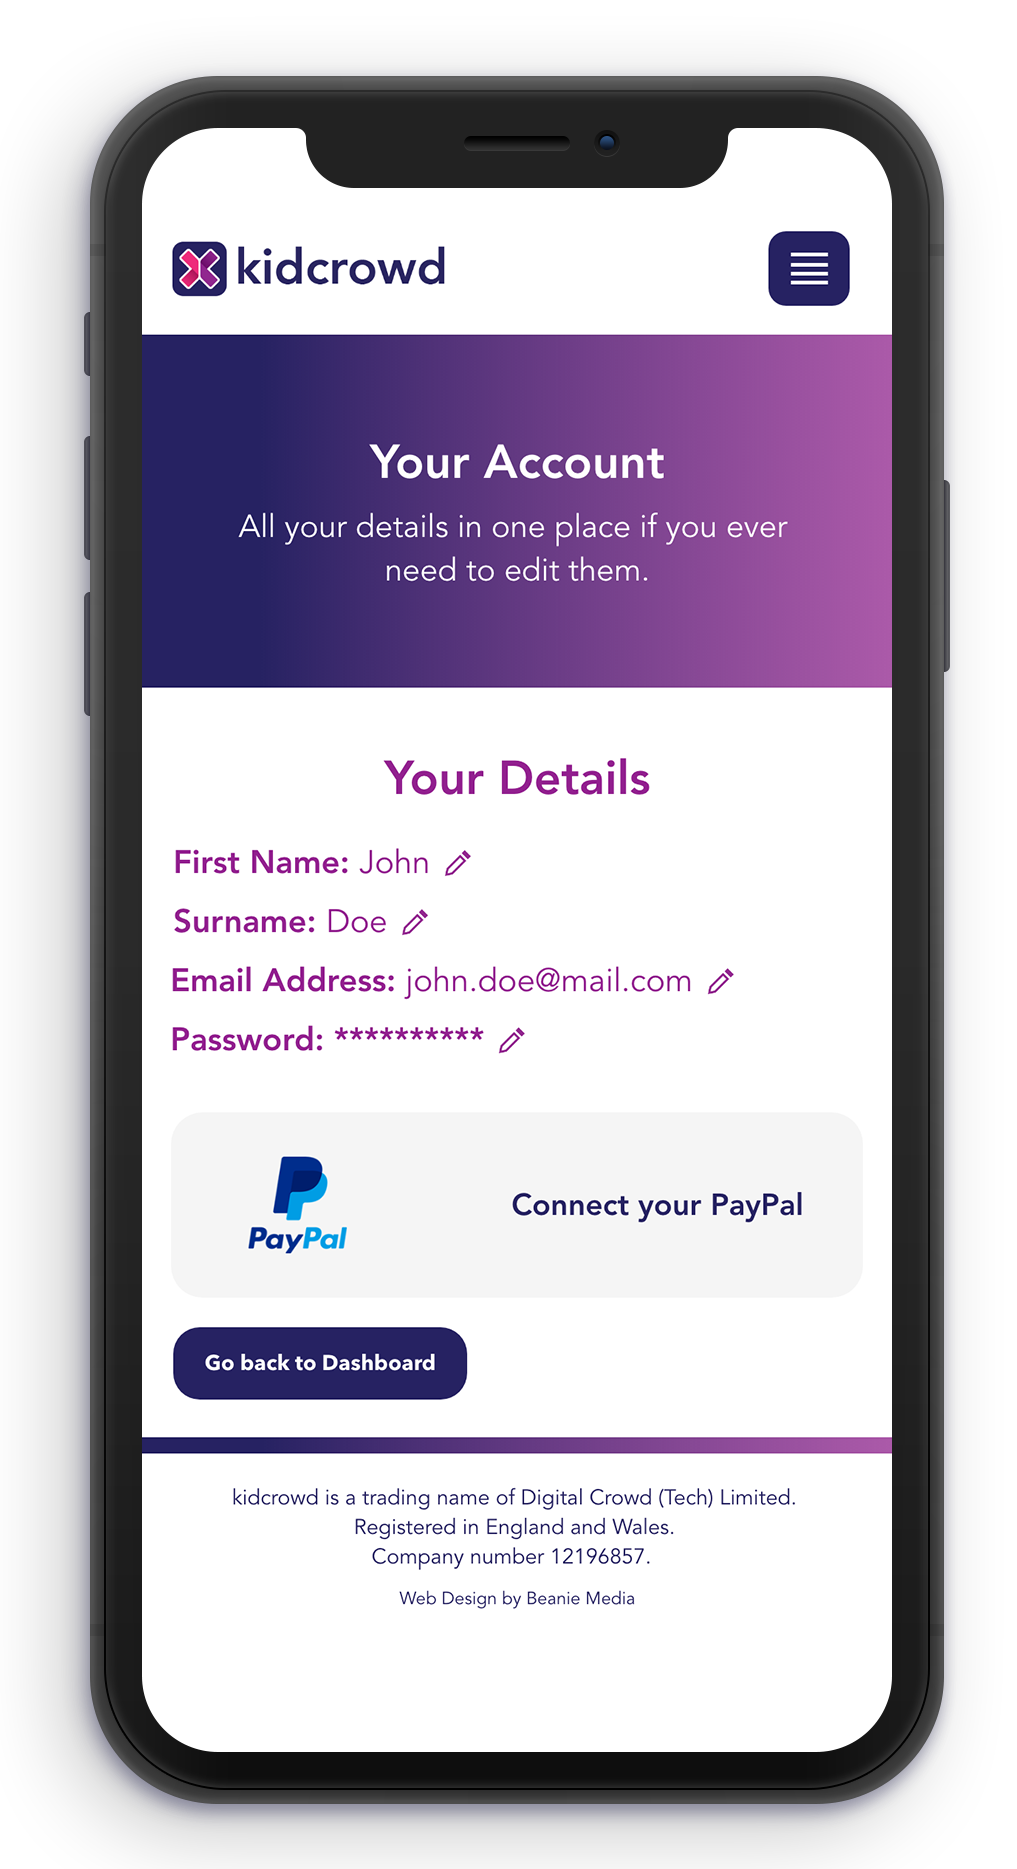 kidcrowd
Your Account
All your details in one place if you ever
need to edit them.
Your Details
First Name: John
Surname: Doe
Email Address: john.doe@mail.com
Password: **********
PayPal
Connect your PayPal
Go back to Dashboard
kidcrowd is a trading name of Digital Crowd (Tech) Limited.
Registered in England and Wales.
Company number 12196857.
Web Design by Beanie Media